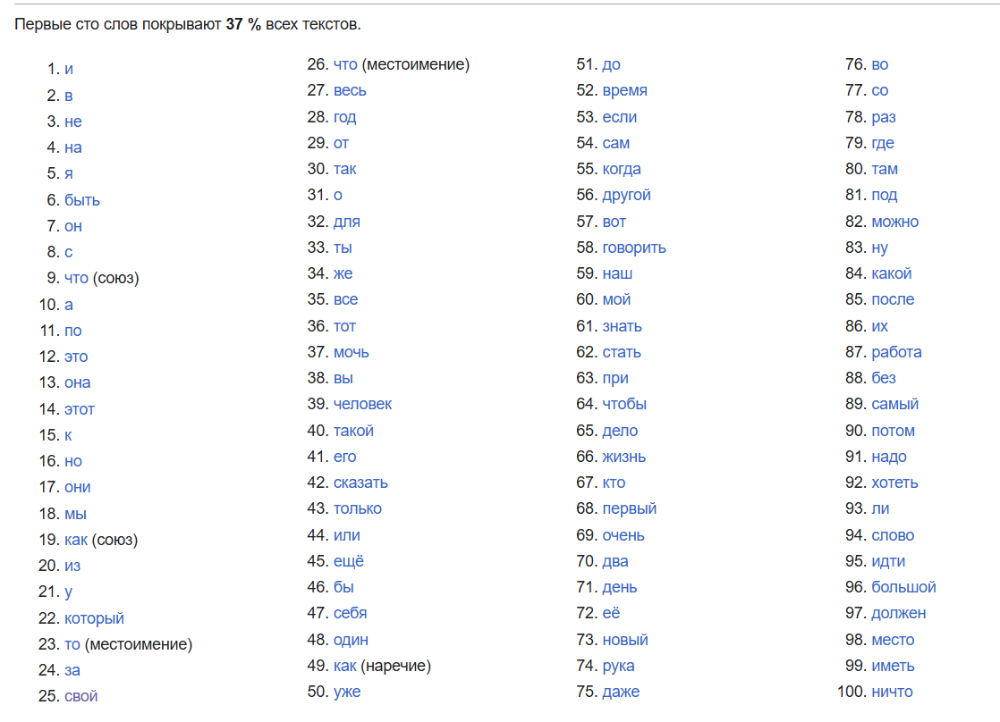 Первые сто слов покрывают 37 % всех текстов.
1. и
2. в
3. не
4. на
5. я
6. быть
7. он
8. с
9. что (союз)
10. а
11. по
12. это
13. она
14. этот
15. к
16. но
17. они
18. мы
19. как (союз)
20. из
21. у
22. который
23. то (местоимение)
24. за
25. свой
26. что (местоимение)
27. весь
28. год
29. от
30. так
31. о
32. для
33. ты
34. же
35. все
36. тот
37. мочь
38. вы
39. человек
40. такой
41. его
42. сказать
43. только
44. или
45. ещё
46. бы
47. себя
48. один
49. как (наречие)
50. уже
51. до
52. время
53. если
54. сам
55. когда
56. другой
57. вот
58. говорить
59. наш
60. мой
61. знать
62. стать
63. при
64. чтобы
65. дело
66. жизнь
67. кто
68. первый
69. очень
70. два
71. день
72. её
73. новый
74. рука
75. даже
76. во
77. со
78. раз
79. где
80. там
81. под
82. можно
83. ну
84. какой
85. после
86. их
87. работа
88. без
89. самый
90. потом
91. надо
92. хотеть
93. ли
94. слово
95. идти
96. большой
97. должен
98. место
99. иметь
100. ничто